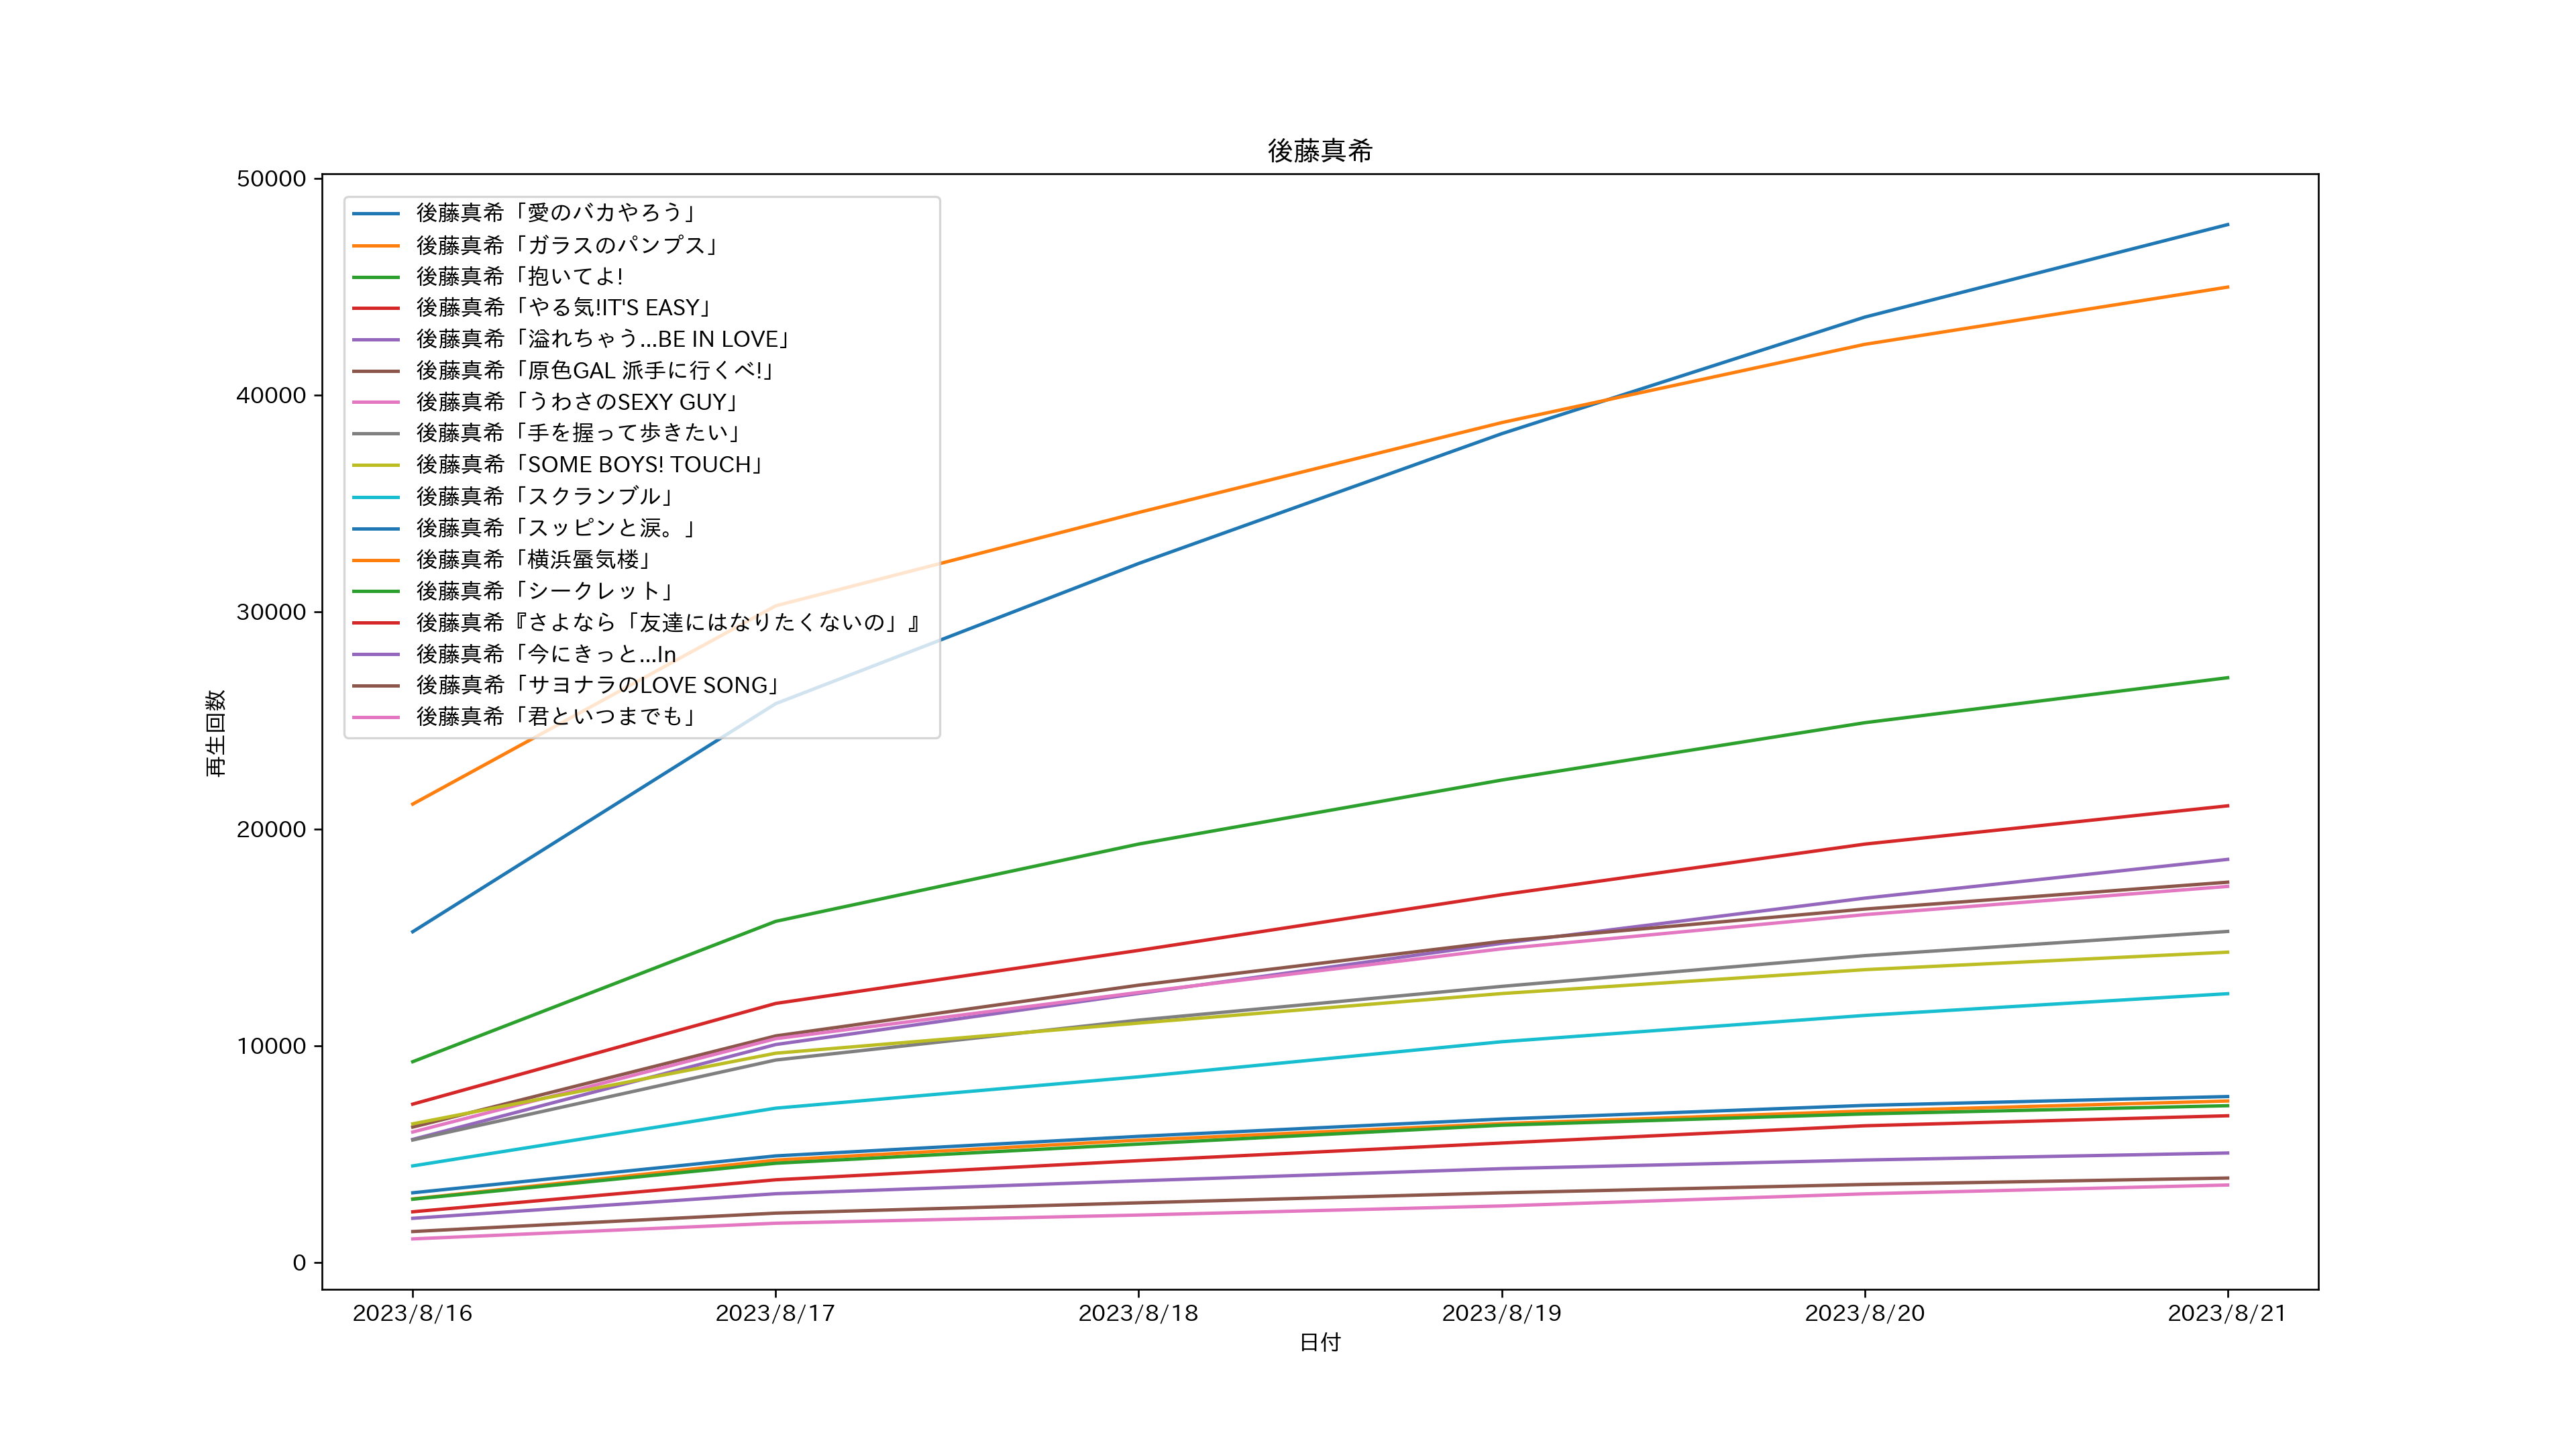 後藤真希
50000
40000
30000
20000
10000
0
再生回数
後藤真希「愛のバカやろう」
後藤真希「ガラスのパンプス」
後藤真希「抱いてよ!
後藤真希「やる気!IT'S EASY」
後藤真希「溢れちゃう...BE IN LOVE」
後藤真希「原色GAL 派手に行くべ!」
後藤真希「うわさのSEXY GUY」
後藤真希「手を握って歩きたい」
後藤真希「SOME BOYS! TOUCH」
後藤真希「スクランブル」
後藤真希「スッピンと涙。」
後藤真希「横浜蜃気楼」
後藤真希「シークレット」
後藤真希『さよなら「友達にはなりたくないの」』
後藤真希「今にきっと...In
後藤真希「サヨナラのLOVE SONG」
後藤真希「君といつまでも」
2023/8/16
2023/8/17
2023/8/18
2023/8/19
2023/8/20
2023/8/21
日付